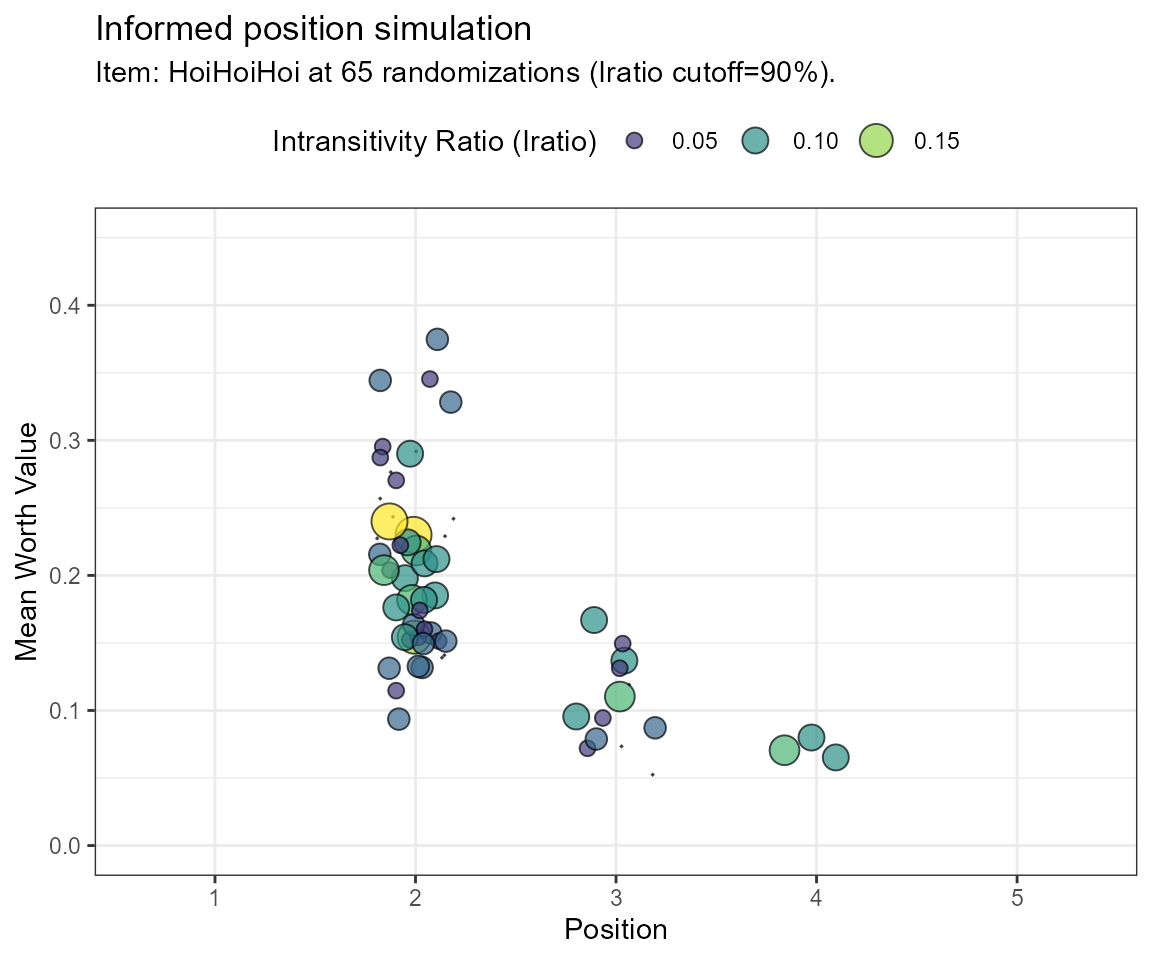 Informed position simulation
Item: HoiHoiHoi at 65 randomizations (Iratio cutoff=90%).
Intransitivity Ratio (Iratio) 0.05 0.10 0.15
Mean Worth Value
0.4
0.3
0.2
0.1
0.0
1 2 3 4 5
Position